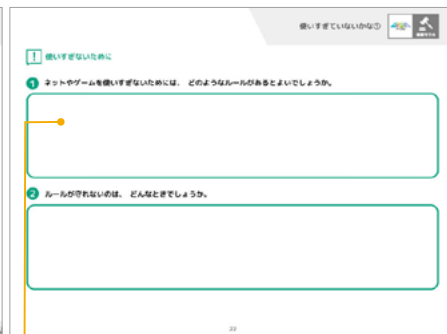 使いすぎていないかな①
! 使いすぎないために
1 ネットやゲームを使いすぎないためには、どのようなルールがあるとよいでしょうか。
2 ルールが守れないのは、どんなときでしょうか。
22